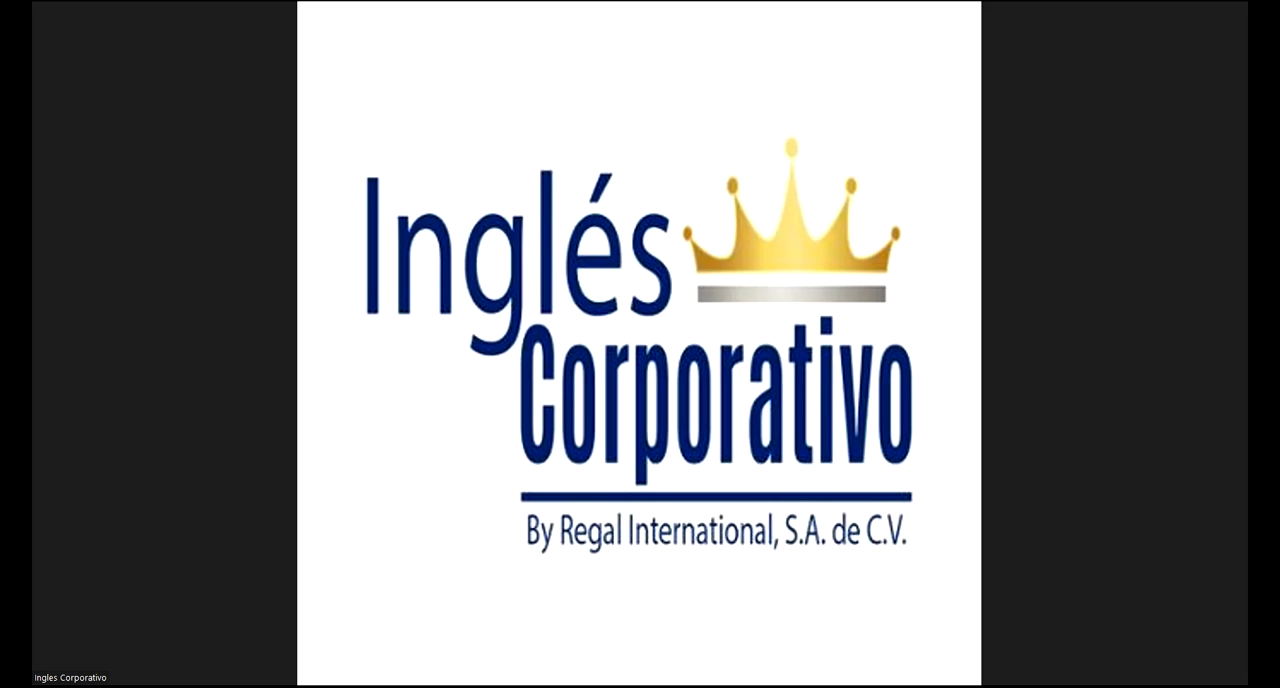 Inglés
Corporativo
By Regal International, S.A. de C.V.
Ingles Corporativo